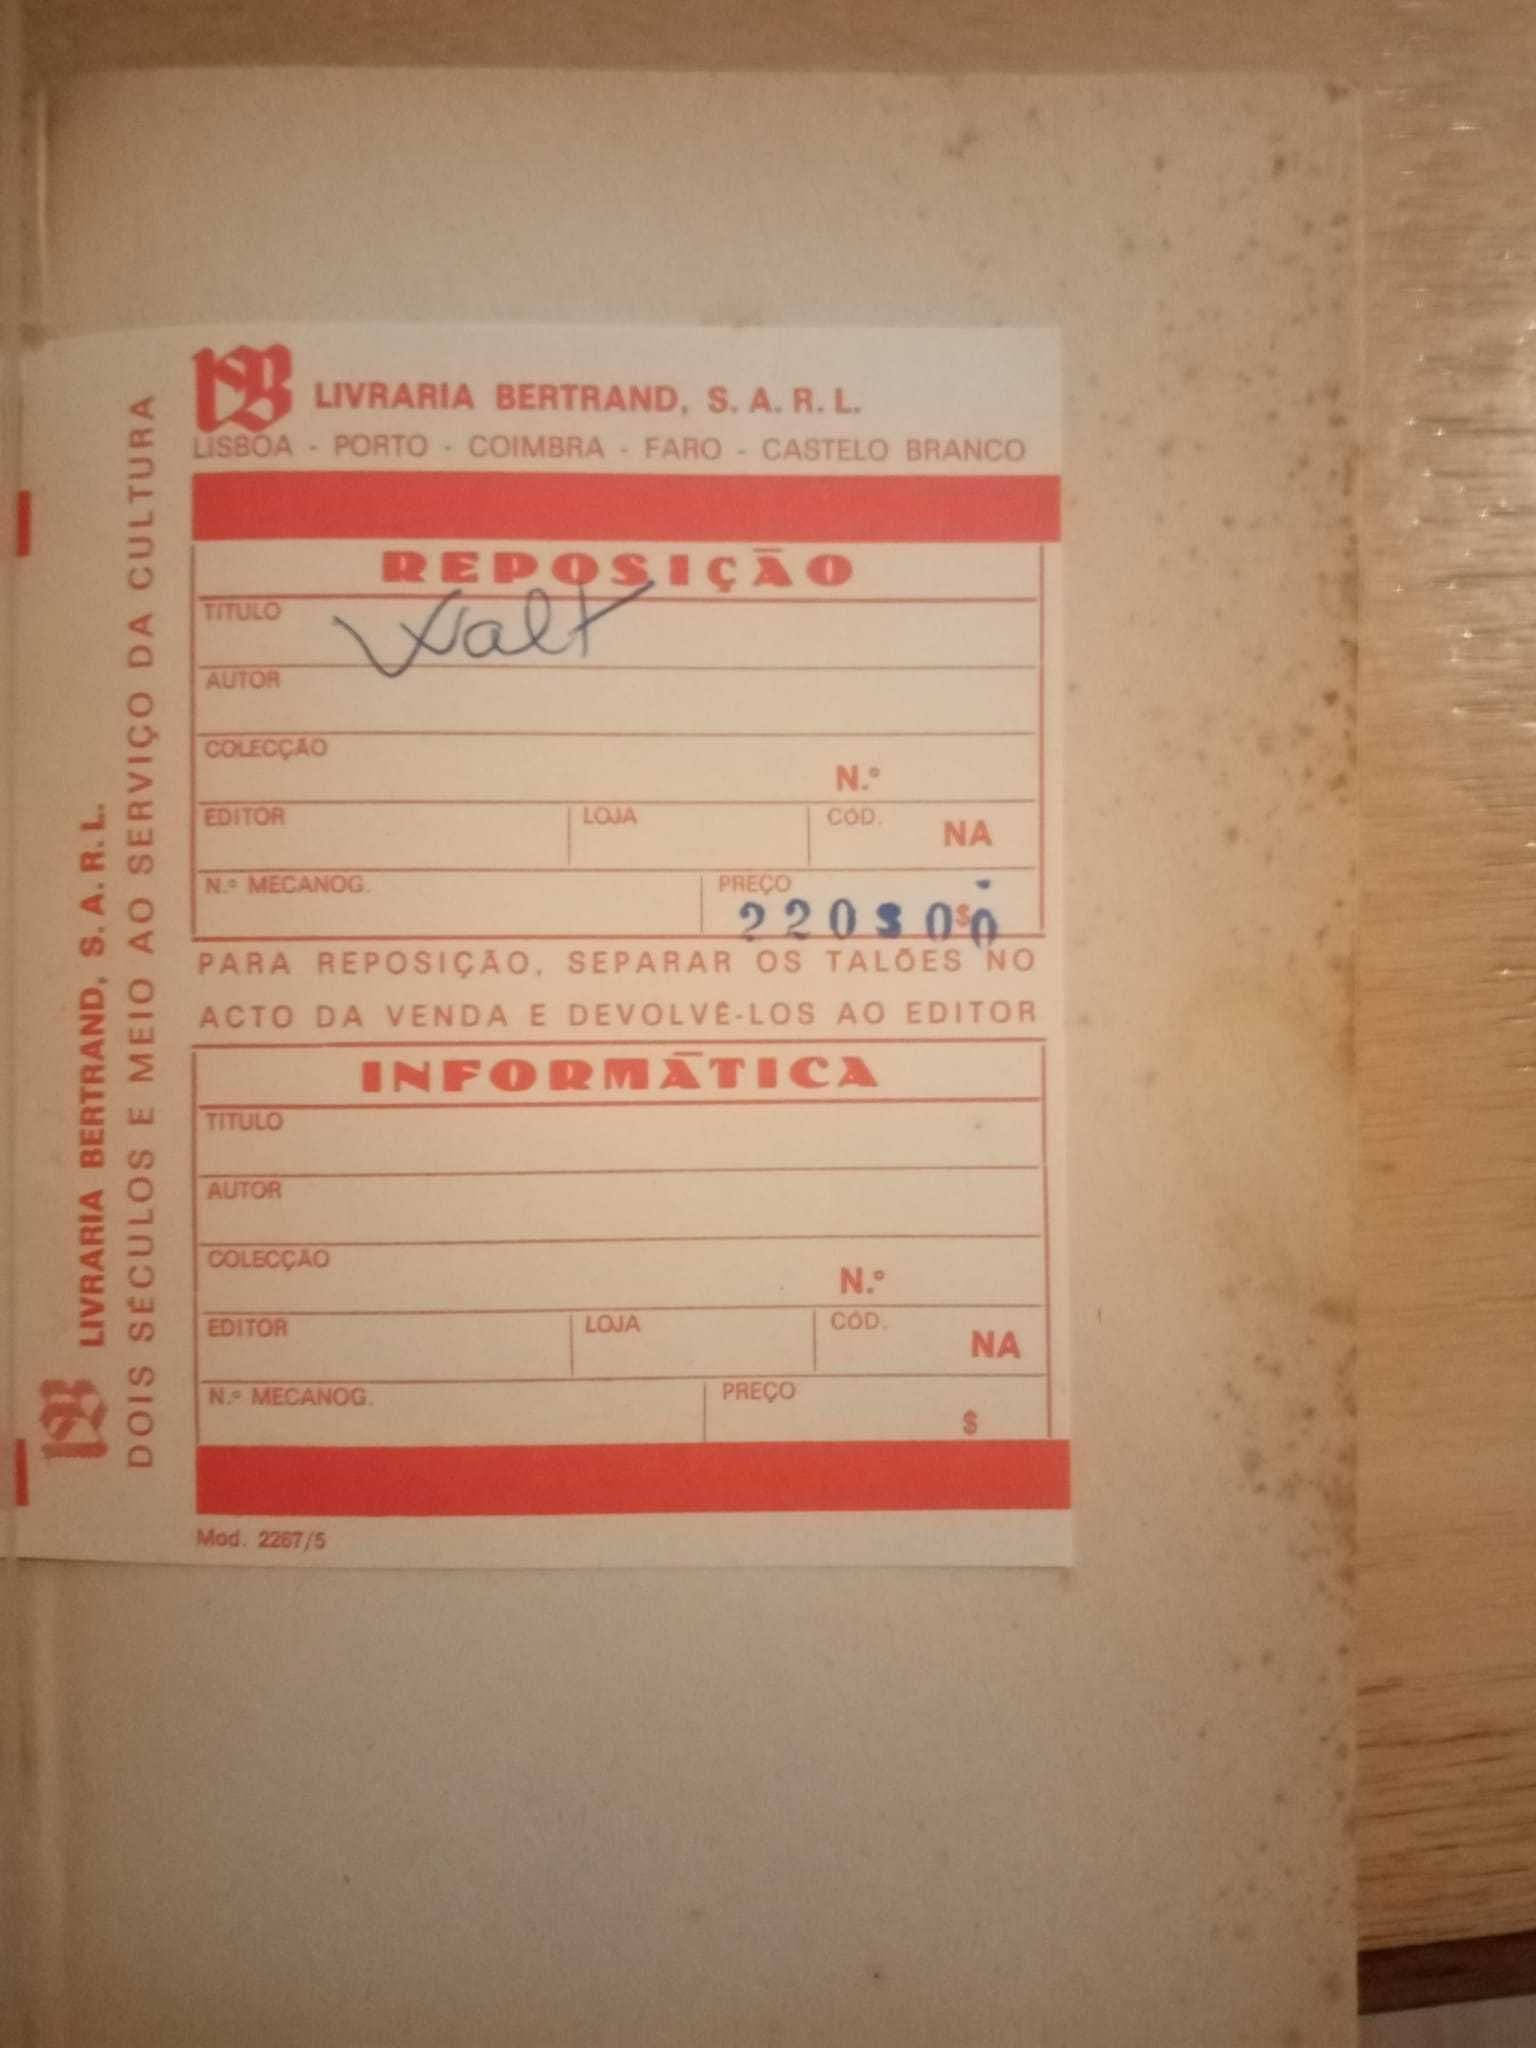 LIVRARIA BERTRAND, S. A. R. L.
LISBOA - PORTO - COIMBRA - FARO - CASTELO BRANCO
REPOSIÇÃO
TÍTULO Walt
AUTOR
COLECÇÃO
N.º
EDITOR LOJA CÓD. NA
N.º MECANOG. PREÇO
220$00 $
PARA REPOSIÇÃO, SEPARAR OS TALÕES NO
ACTO DA VENDA E DEVOLVÊ-LOS AO EDITOR
INFORMÁTICA
TÍTULO
AUTOR
COLECÇÃO
N.º
EDITOR LOJA CÓD. NA
N.º MECANOG. PREÇO
$
Mod. 2267/5
LIVRARIA BERTRAND, S. A. R. L.
DOIS SÉCULOS E MEIO AO SERVIÇO DA CULTURA